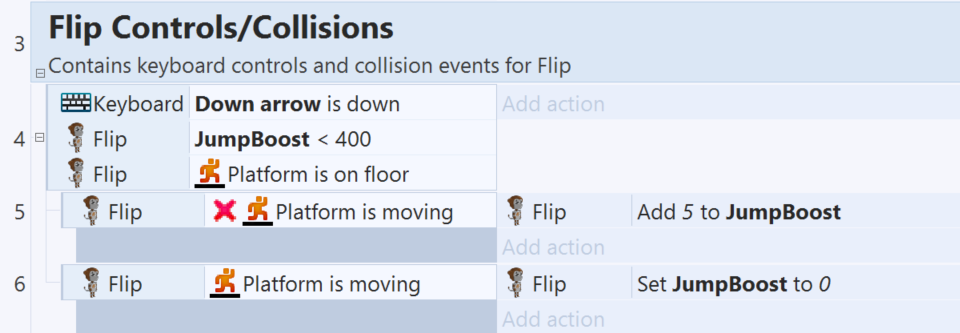 3
Flip Controls/Collisions
Contains keyboard controls and collision events for Flip
Keyboard Down arrow is down Add action
4 Flip JumpBoost < 400
Flip Platform is on floor
5 Flip Platform is moving Flip Add 5 to JumpBoost
Add action
6 Flip Platform is moving Flip Set JumpBoost to 0
Add action